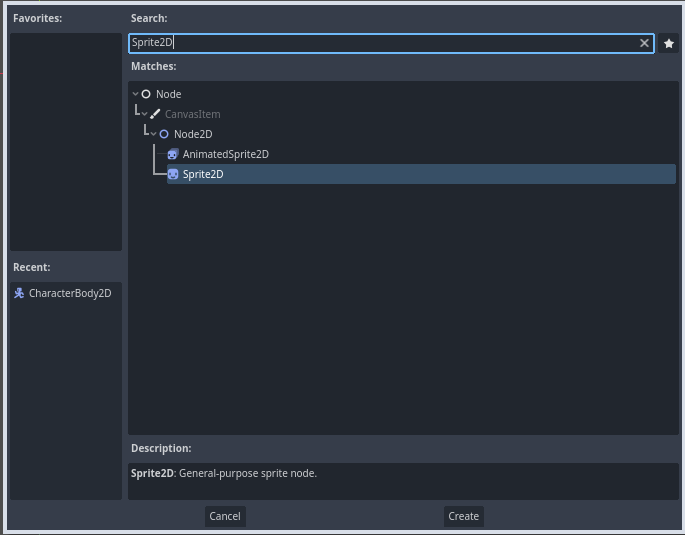 Favorites:
Search:
Sprite2D
Matches:
Node
CanvasItem
Node2D
AnimatedSprite2D
Sprite2D
Recent:
CharacterBody2D
Description:
Sprite2D: General-purpose sprite node.
Cancel
Create